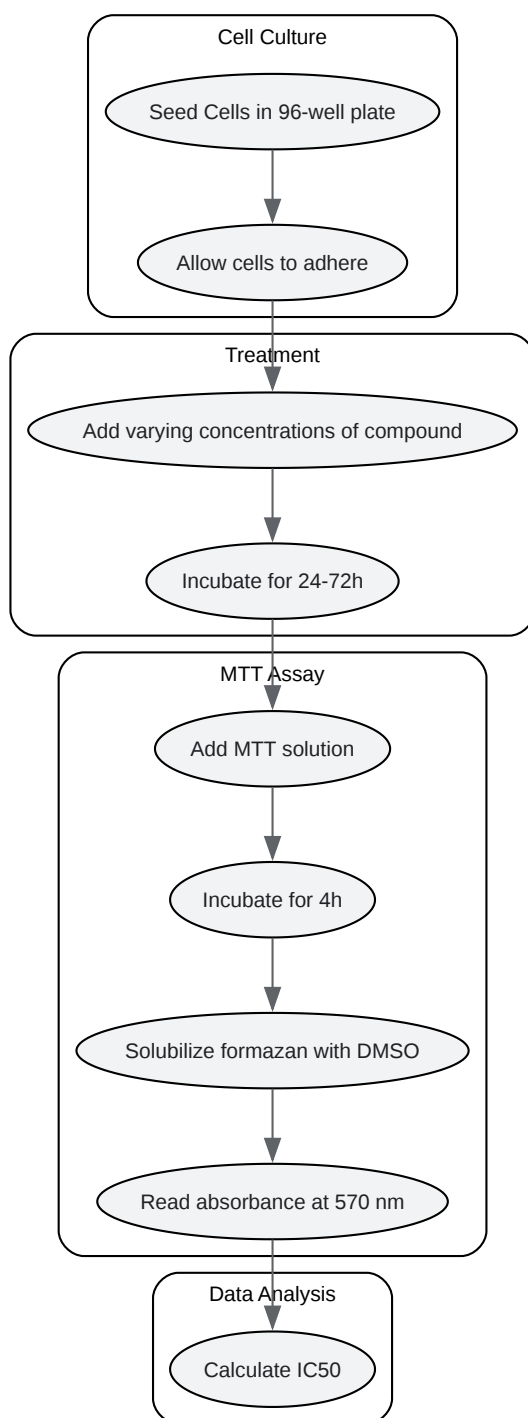 Cell Culture
Seed Cells in 96-well plate
Allow cells to adhere
Treatment
Add varying concentrations of compound
Incubate for 24-72h
MTT Assay
Add MTT solution
Incubate for 4h
Solubilize formazan with DMSO
Read absorbance at 570 nm
Data Analysis
Calculate IC50